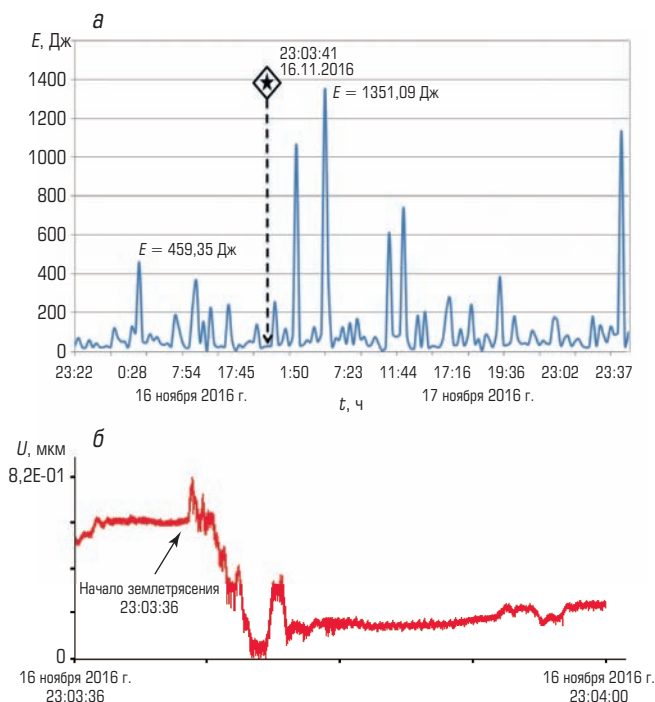 а
E, Дж
23:03:41
16.11.2016
E = 1351,09 Дж
E = 459,35 Дж
1400
1200
1000
800
600
400
200
0
23:22 0:28 7:54 17:45 1:50 7:23 11:44 17:16 19:36 23:02 23:37
16 ноября 2016 г. 17 ноября 2016 г.
t, ч
б
U, мкм
8,2E-01
Начало землетрясения
23:03:36
0
16 ноября 2016 г. 16 ноября 2016 г.
23:03:36 23:04:00